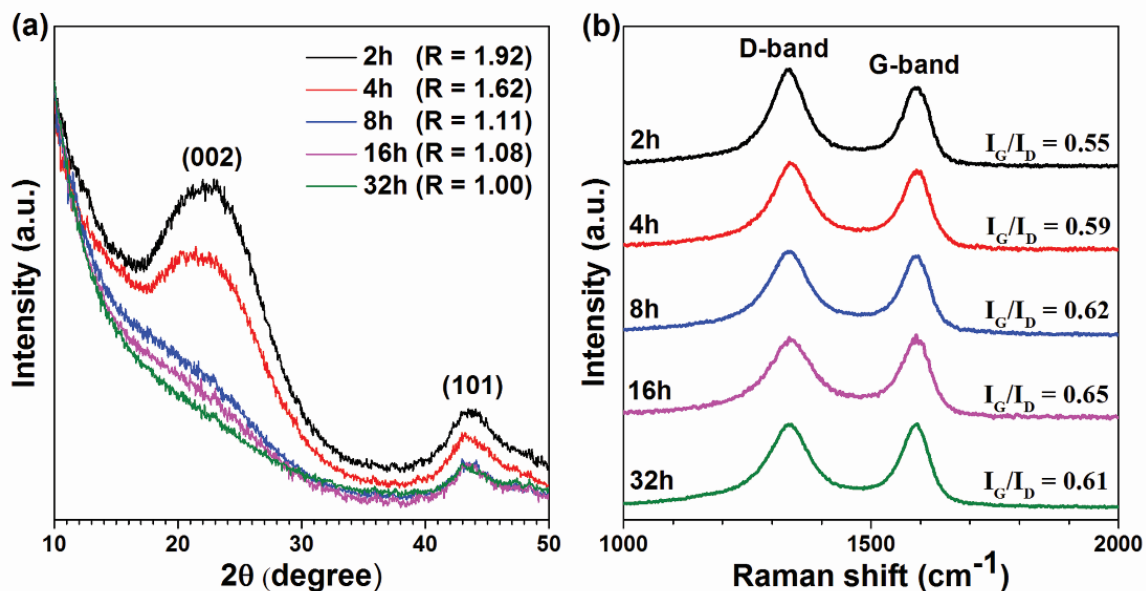 (a)
2h (R = 1.92)
4h (R = 1.62)
8h (R = 1.11)
16h (R = 1.08)
32h (R = 1.00)
(002)
(101)
Intensity (a.u.)
10 20 30 40 50
2θ (degree)
(b)
D-band
G-band
2h I_G/I_D = 0.55
4h I_G/I_D = 0.59
8h I_G/I_D = 0.62
16h I_G/I_D = 0.65
32h I_G/I_D = 0.61
Intensity (a.u.)
1000 1500 2000
Raman shift (cm⁻¹)